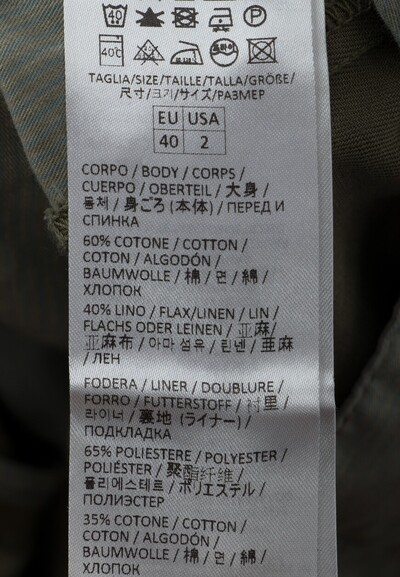 40
P
40°C
TAGLIA/SIZE/TAILLE/TALLA/GRÖßE/
尺寸/크기/サイズ/РАЗМЕР
EU USA
40 2
CORPO / BODY / CORPS /
CUERPO / OBERTEIL / 大身/
몸체 / 身ごろ (本体) / ПЕРЕД И
СПИНКА
60% COTONE / COTTON /
COTON / ALGODÓN /
BAUMWOLLE / 棉 / 면 / 綿 /
ХЛОПОК
40% LINO / FLAX/LINEN / LIN /
FLACHS ODER LEINEN / 亚麻/
亚麻布 / 아마 섬유 / 린넨 / 亜麻
/ ЛЕН
FODERA / LINER / DOUBLURE /
FORRO / FUTTERSTOFF / 衬里 /
라이너 / 裏地 (ライナー) /
ПОДКЛАДКА
65% POLIESTERE / POLYESTER /
POLIÉSTER / 聚酯纤维 /
폴리에스테르 / ポリエステル /
ПОЛИЭСТЕР
35% COTONE / COTTON /
COTON / ALGODÓN /
BAUMWOLLE / 棉 / 면 / 綿 /
ХЛОПОК